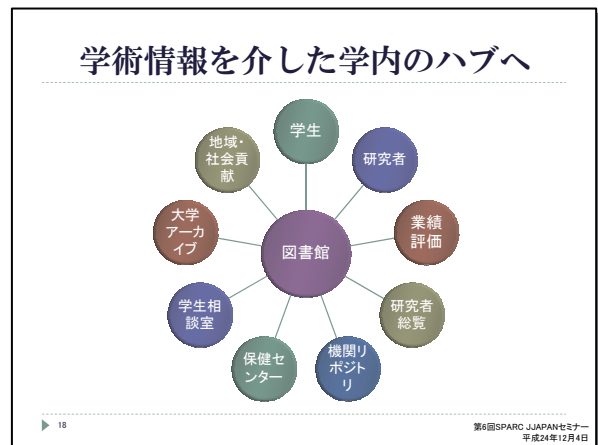 学術情報を介した学内のハブへ
学生
研究者
業績
評価
研究者
総覧
機関リ
ポジト
リ
保健セ
ンター
学生相
談室
大学
アーカ
イブ
地域・
社会貢
献
図書館
18
第6回SPARC JJAPANセミナー
平成24年12月4日